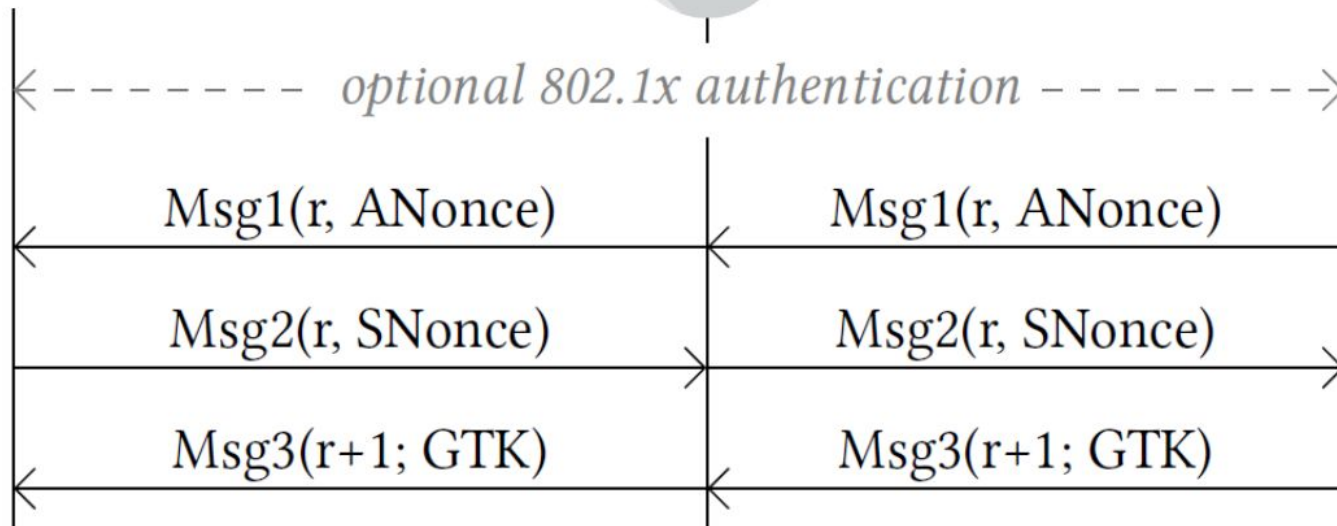 optional 802.1x authentication
Msg1(r, ANonce) Msg1(r, ANonce)
Msg2(r, SNonce) Msg2(r, SNonce)
Msg3(r+1; GTK) Msg3(r+1; GTK)